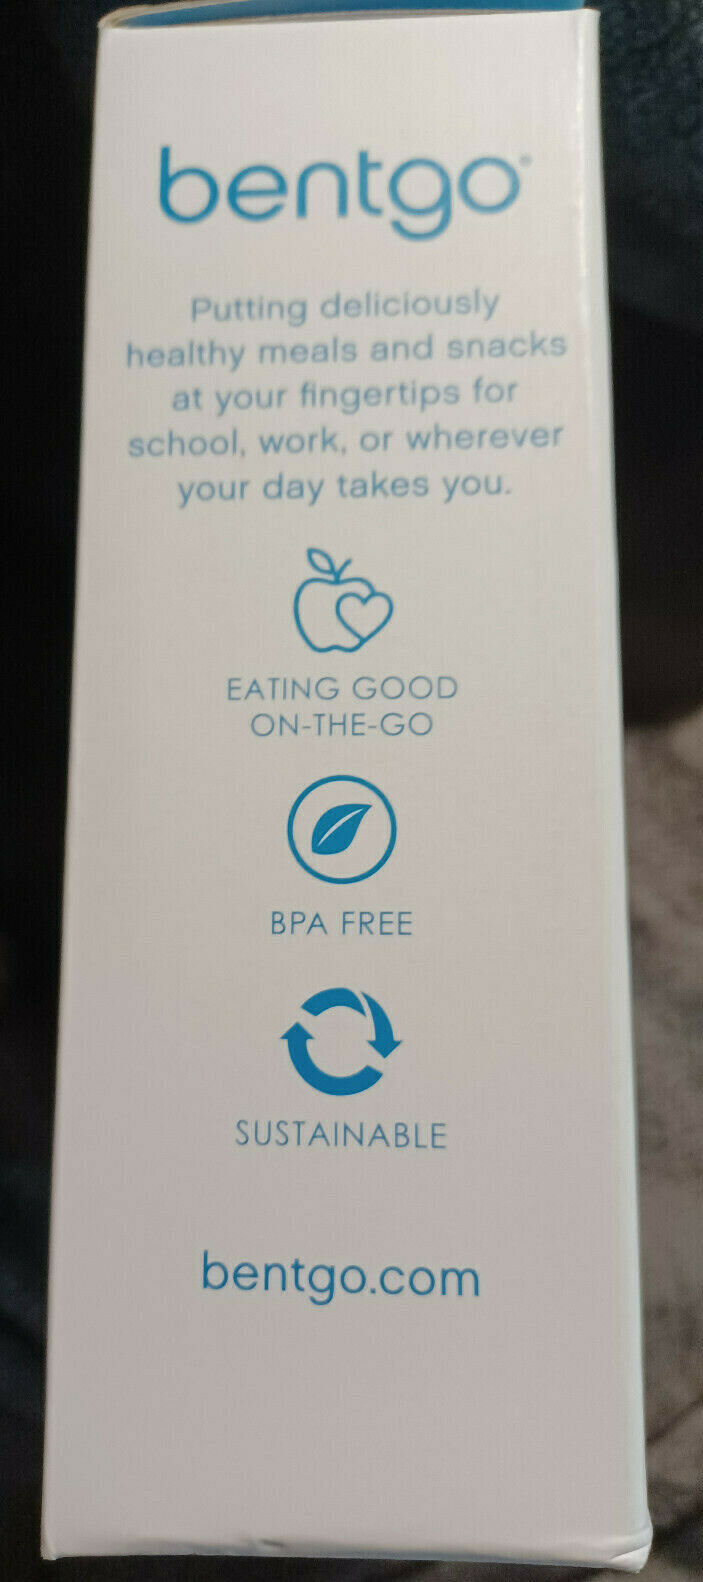 bentgo®
Putting deliciously
healthy meals and snacks
at your fingertips for
school, work, or wherever
your day takes you.
EATING GOOD
ON-THE-GO
BPA FREE
SUSTAINABLE
bentgo.com